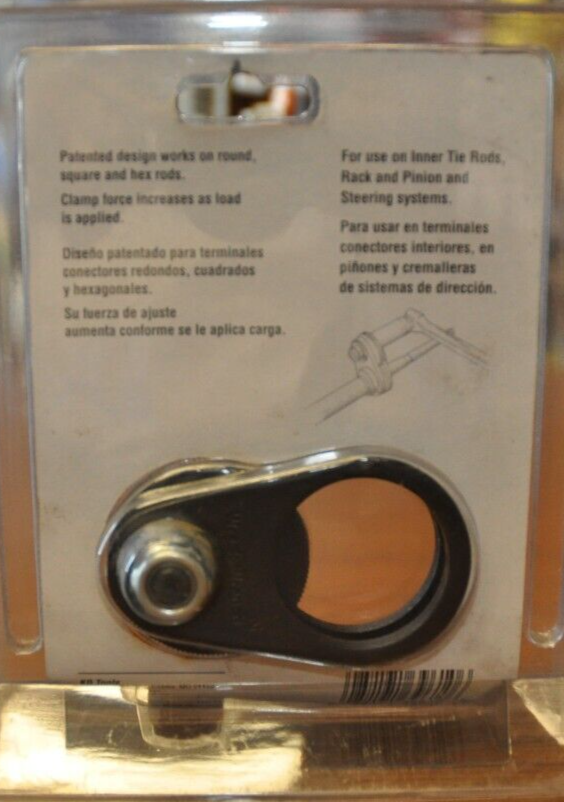 Patented design works on round,
square and hex rods.
Clamp force increases as load
is applied.
Diseño patentado para terminales
conectores redondos, cuadrados
y hexagonales.
Su fuerza de ajuste
aumenta conforme se le aplica carga.
For use on Inner Tie Rods,
Rack and Pinion and
Steering systems.
Para usar en terminales
conectores interiores, en
piñones y cremalleras
de sistemas de dirección.
KD Tools